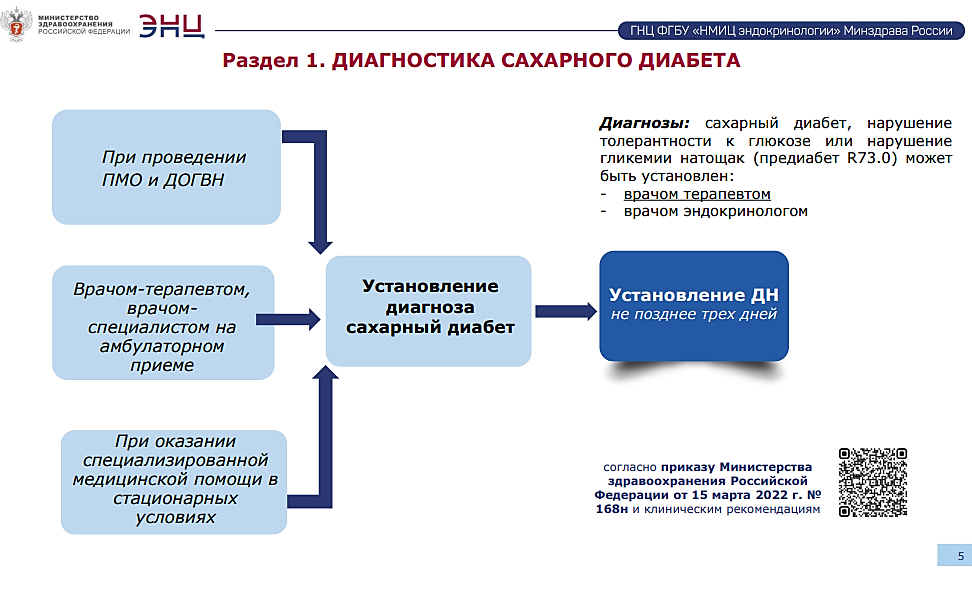 МИНИСТЕРСТВО
ЗДРАВООХРАНЕНИЯ
РОССИЙСКОЙ ФЕДЕРАЦИИ
ЭНЦ
ГНЦ ФГБУ «НМИЦ эндокринологии» Минздрава России
Раздел 1. ДИАГНОСТИКА САХАРНОГО ДИАБЕТА
При проведении
ПМО и ДОГВН
Врачом-терапевтом,
врачом-
специалистом на
амбулаторном
приеме
При оказании
специализированной
медицинской помощи в
стационарных
условиях
Установление
диагноза
сахарный диабет
Диагнозы: сахарный диабет, нарушение
толерантности к глюкозе или нарушение
гликемии натощак (предиабет R73.0) может
быть установлен:
- врачом терапевтом
- врачом эндокринологом
Установление ДН
не позднее трех дней
согласно приказу Министерства
здравоохранения Российской
Федерации от 15 марта 2022 г. №
168н и клиническим рекомендациям
5